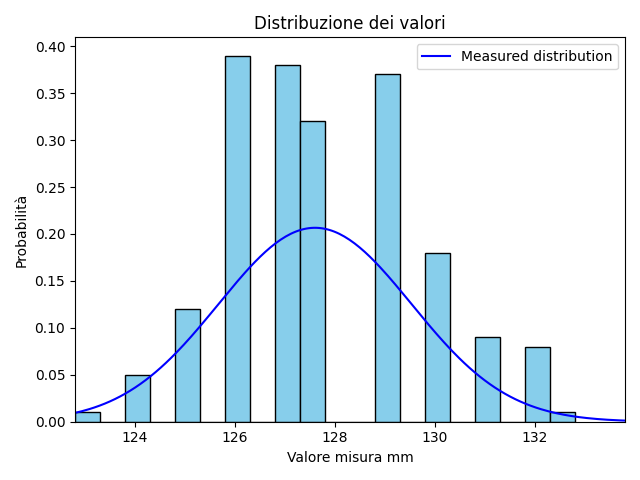 Distribuzione dei valori
Measured distribution
0.40
0.35
0.30
0.25
0.20
0.15
0.10
0.05
0.00
Probabilità
124 126 128 130 132
Valore misura mm